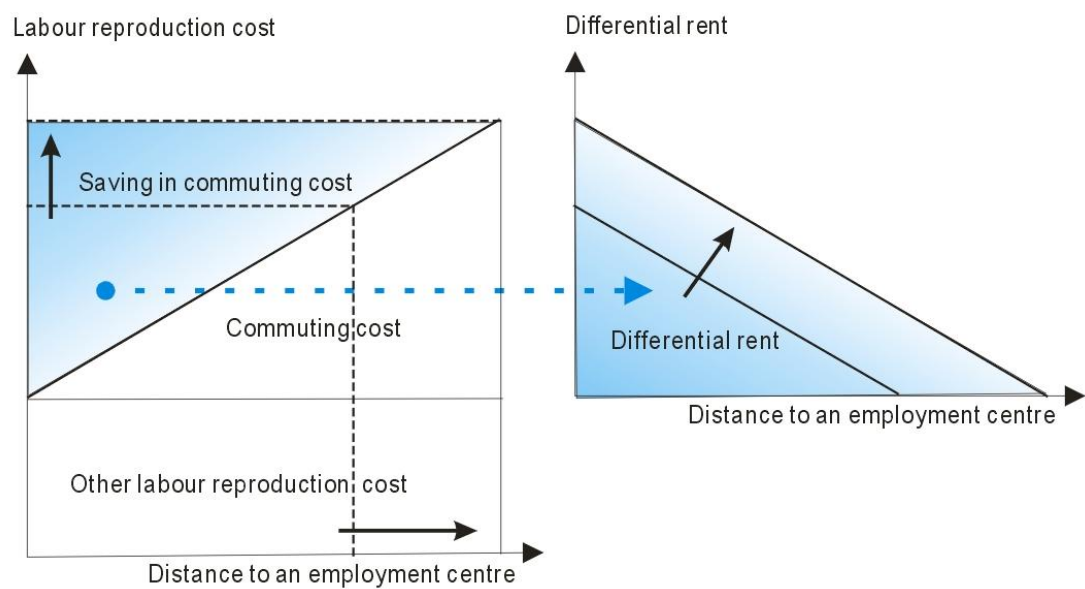 Labour reproduction cost
Saving in commuting cost
Commuting cost
Other labour reproduction cost
Distance to an employment centre
Differential rent
Differential rent
Distance to an employment centre